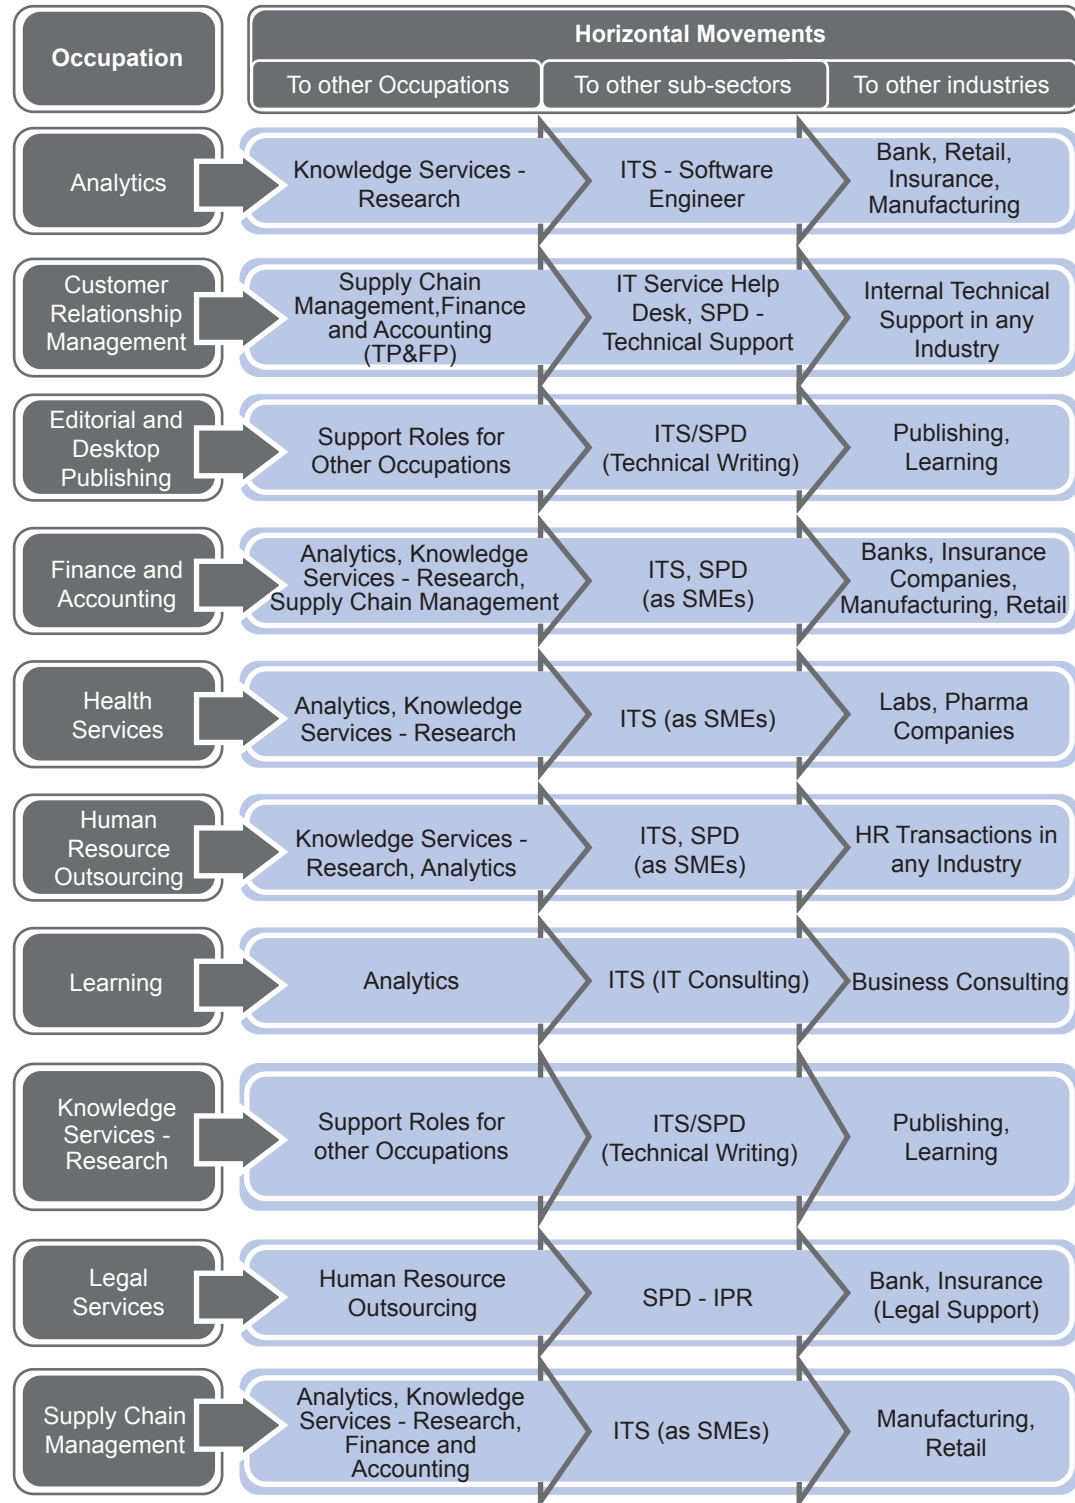 Occupation
Horizontal Movements
To other Occupations
To other sub-sectors
To other industries
Analytics
Knowledge Services -
Research
ITS - Software
Engineer
Bank, Retail,
Insurance,
Manufacturing
Customer
Relationship
Management
Supply Chain
Management,Finance
and Accounting
(TP&FP)
IT Service Help
Desk, SPD -
Technical Support
Internal Technical
Support in any
Industry
Editorial and
Desktop
Publishing
Support Roles for
Other Occupations
ITS/SPD
(Technical Writing)
Publishing,
Learning
Finance and
Accounting
Analytics, Knowledge
Services - Research,
Supply Chain Management
ITS, SPD
(as SMEs)
Banks, Insurance
Companies,
Manufacturing, Retail
Health
Services
Analytics, Knowledge
Services - Research
ITS (as SMEs)
Labs, Pharma
Companies
Human
Resource
Outsourcing
Knowledge Services -
Research, Analytics
ITS, SPD
(as SMEs)
HR Transactions in
any Industry
Learning
Analytics
ITS (IT Consulting)
Business Consulting
Knowledge
Services -
Research
Support Roles for
other Occupations
ITS/SPD
(Technical Writing)
Publishing,
Learning
Legal
Services
Human Resource
Outsourcing
SPD - IPR
Bank, Insurance
(Legal Support)
Supply Chain
Management
Analytics, Knowledge
Services - Research,
Finance and
Accounting
ITS (as SMEs)
Manufacturing,
Retail